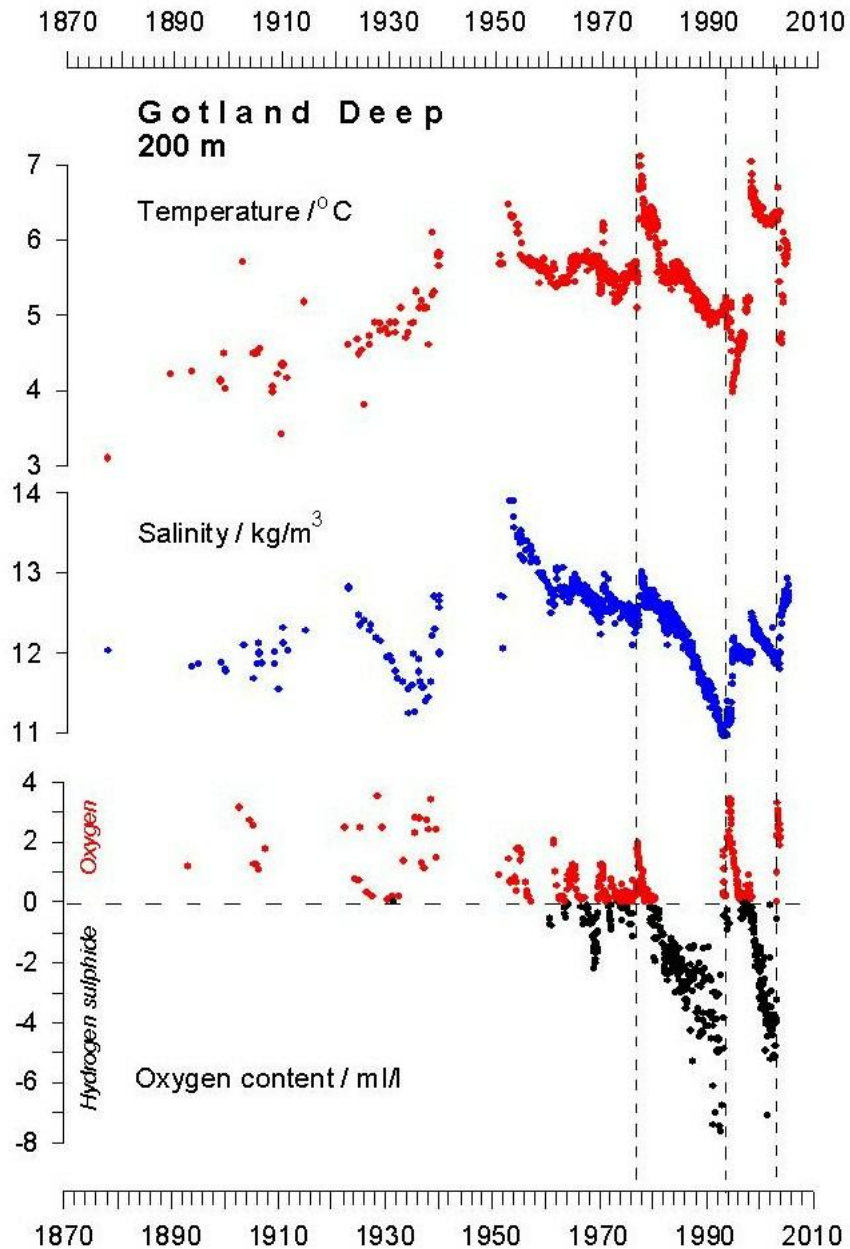 1870 1890 1910 1930 1950 1970 1990 2010
Gotland Deep
200 m
7
Temperature /°C
6
5
4
3
14
Salinity / kg/m³
13
12
11
4
Oxygen
2
0
Hydrogen sulphide
-2
-4
Oxygen content / ml/l
-6
-8
1870 1890 1910 1930 1950 1970 1990 2010